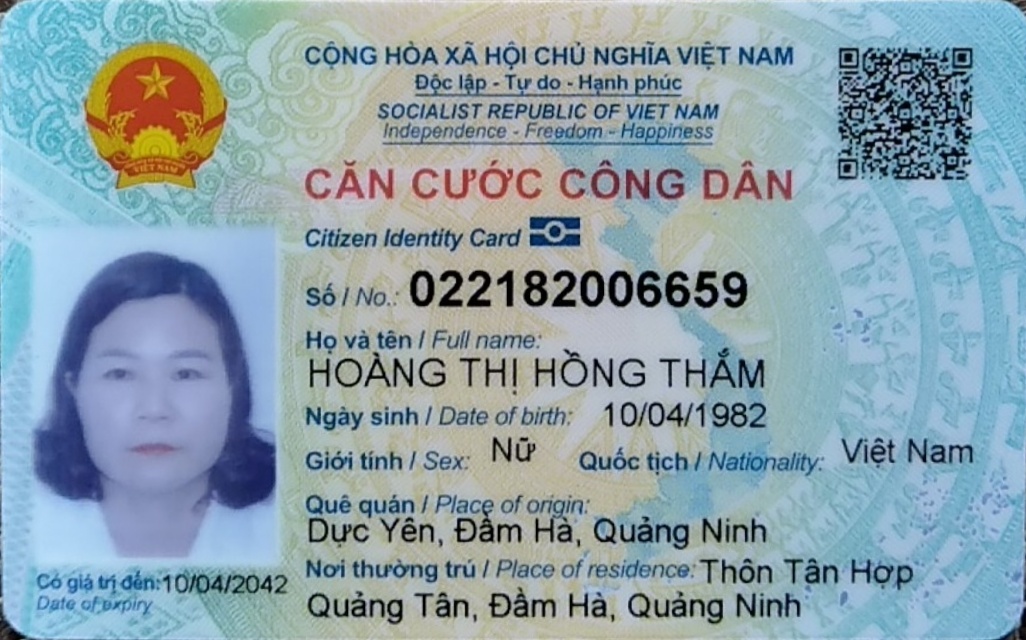 CỘNG HÒA XÃ HỘI CHỦ NGHĨA VIỆT NAM
Độc lập - Tự do - Hạnh phúc
SOCIALIST REPUBLIC OF VIET NAM
Independence - Freedom - Happiness
CĂN CƯỚC CÔNG DÂN
Citizen Identity Card
Số / No.: 022182006659
Họ và tên / Full name:
HOÀNG THỊ HỒNG THẮM
Ngày sinh / Date of birth: 10/04/1982
Giới tính / Sex: Nữ Quốc tịch / Nationality: Việt Nam
Quê quán / Place of origin:
Dực Yên, Đầm Hà, Quảng Ninh
Nơi thường trú / Place of residence: Thôn Tân Hợp
Quảng Tân, Đầm Hà, Quảng Ninh
Có giá trị đến: 10/04/2042
Date of expiry
VIỆT NAM